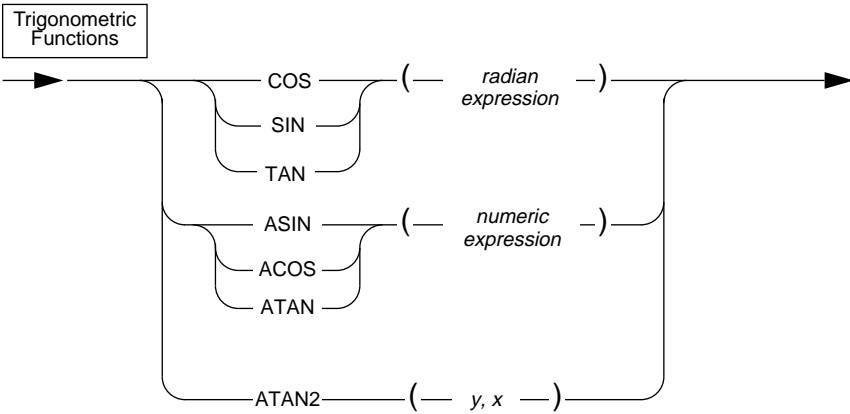 Trigonometric
Functions
COS ( radian
expression )
SIN
TAN
ASIN ( numeric
expression )
ACOS
ATAN
ATAN2 ( y, x )